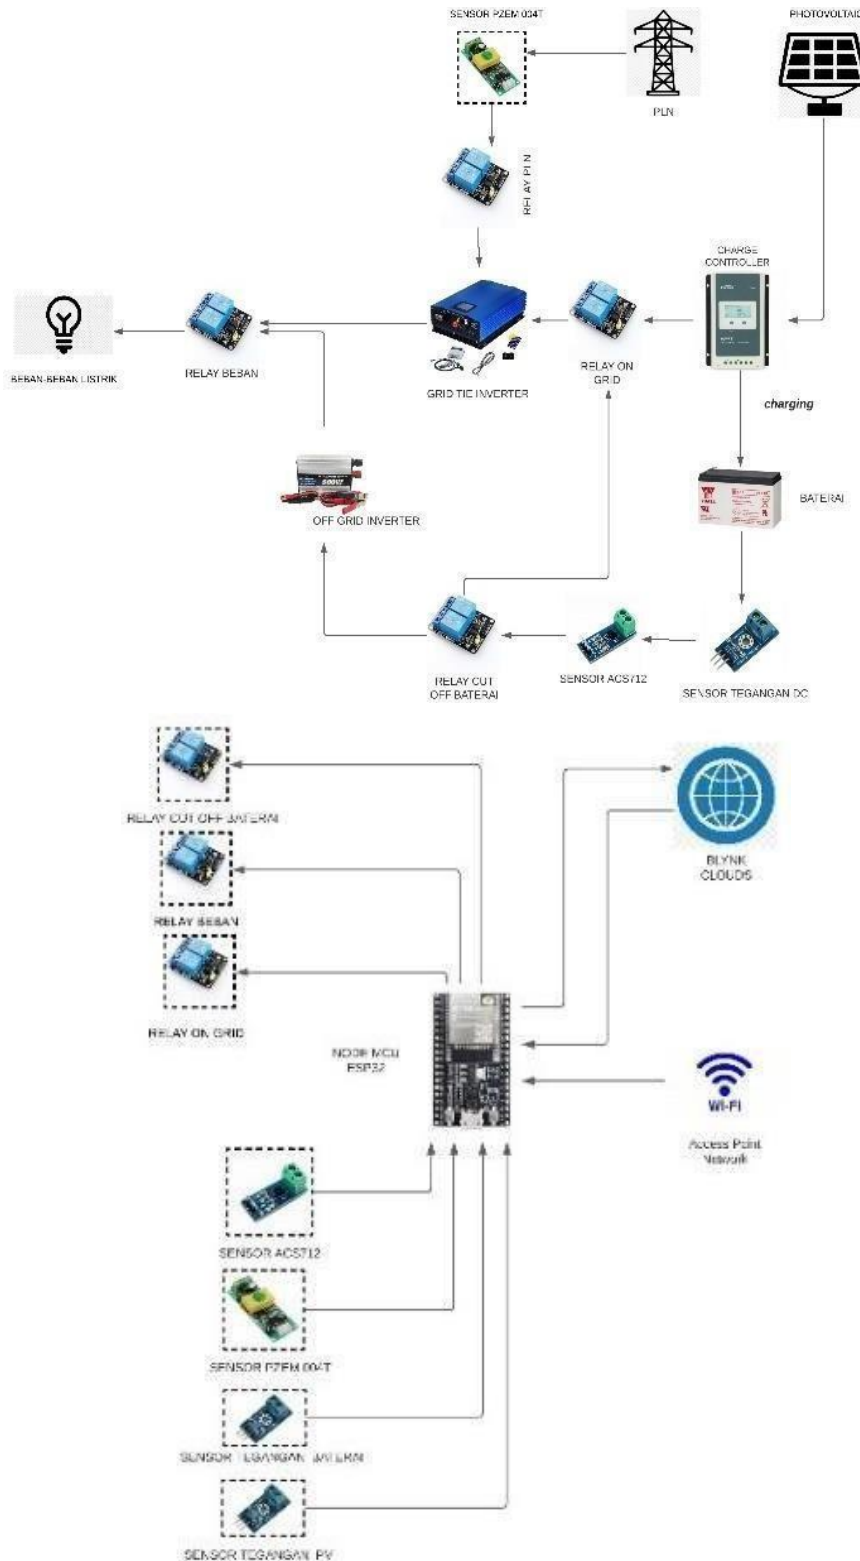 SENSOR PZEM 004T
PHOTOVOLTAIC
PLN
RELAY PLN
CHARGE
CONTROLLER
BEBAN-BEBAN LISTRIK
RELAY BEBAN
GRID TIE INVERTER
RELAY ON
GRID
charging
BATERAI
500W
OFF GRID INVERTER
RELAY CUT
OFF BATERAI
SENSOR ACS712
SENSOR TEGANGAN DC
RELAY CUT OFF BATERAI
BLYNK
CLOUDS
RELAY BEBAN
RELAY ON GRID
NODE MCU
ESP32
Wi-Fi
Access Point
Network
SENSOR ACS712
SENSOR PZEM 004T
SENSOR TEGANGAN BATERAI
SENSOR TEGANGAN PV